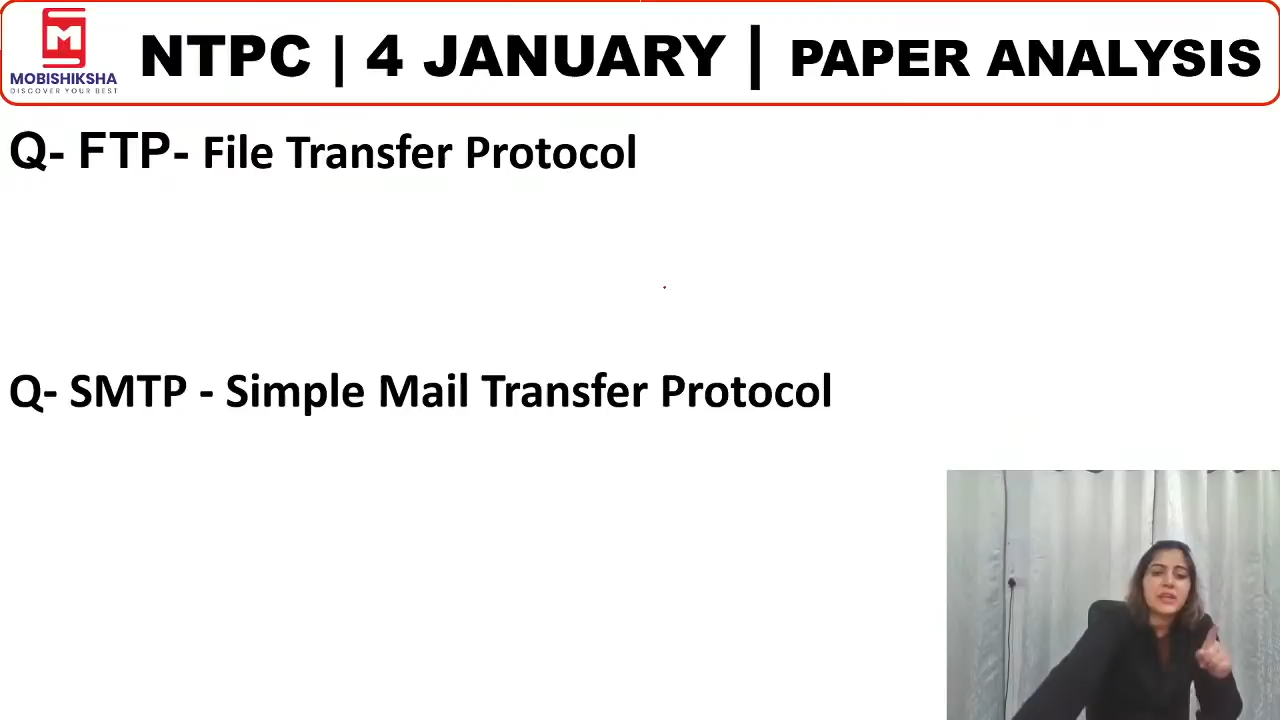 MOBISHIKSHA
DISCOVER YOUR BEST
NTPC | 4 JANUARY | PAPER ANALYSIS
Q- FTP- File Transfer Protocol
Q- SMTP - Simple Mail Transfer Protocol